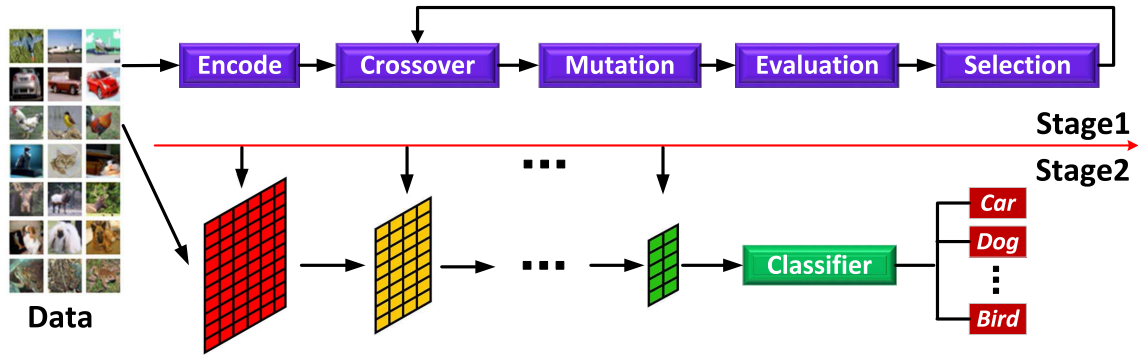 Encode
Crossover
Mutation
Evaluation
Selection
Stage1
Stage2
Car
Dog
Classifier
Bird
Data